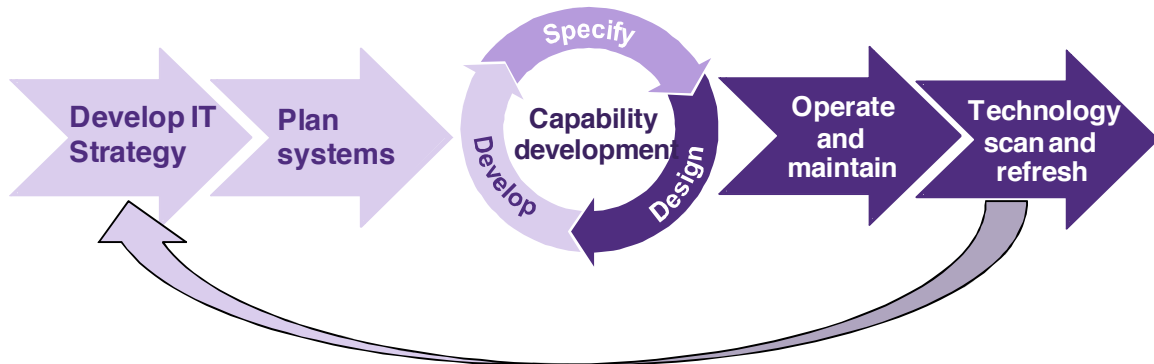 Develop IT
Strategy
Plan
systems
Specify
Capability
development
Develop
Design
Operate
and
maintain
Technology
scan and
refresh